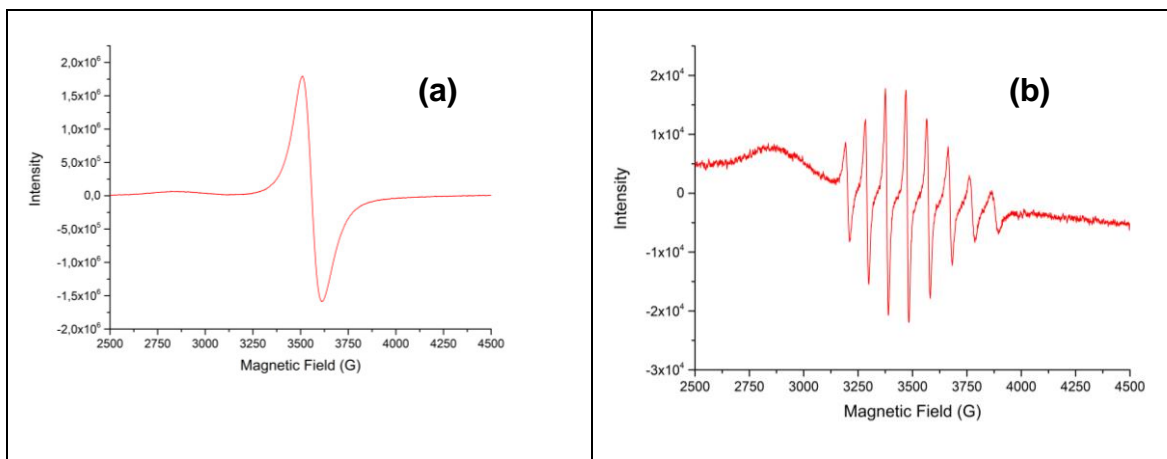 (a)
Intensity
2,0x10⁶
1,5x10⁶
1,0x10⁶
5,0x10⁵
0,0
-5,0x10⁵
-1,0x10⁶
-1,5x10⁶
-2,0x10⁶
2500 2750 3000 3250 3500 3750 4000 4250 4500
Magnetic Field (G)
(b)
Intensity
2x10⁴
1x10⁴
0
-1x10⁴
-2x10⁴
-3x10⁴
2500 2750 3000 3250 3500 3750 4000 4250 4500
Magnetic Field (G)